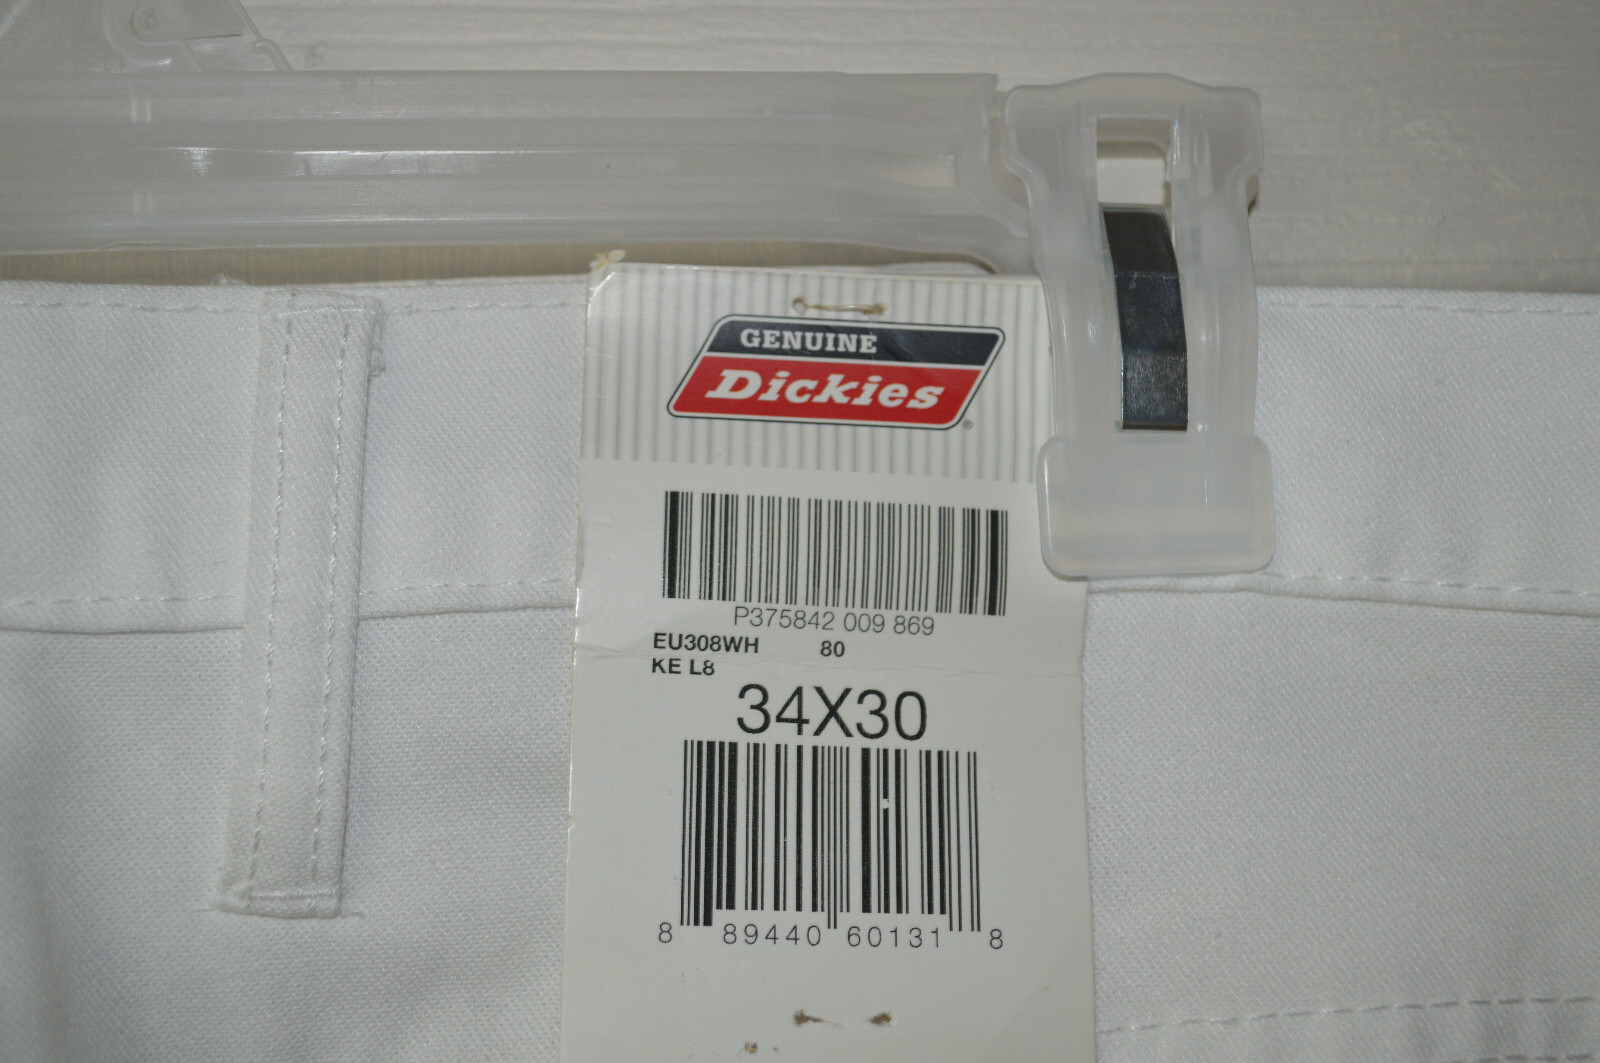 GENUINE
Dickies
®
P375842 009 869
EU308WH 80
KE L8
34X30
8 89440 60131 8